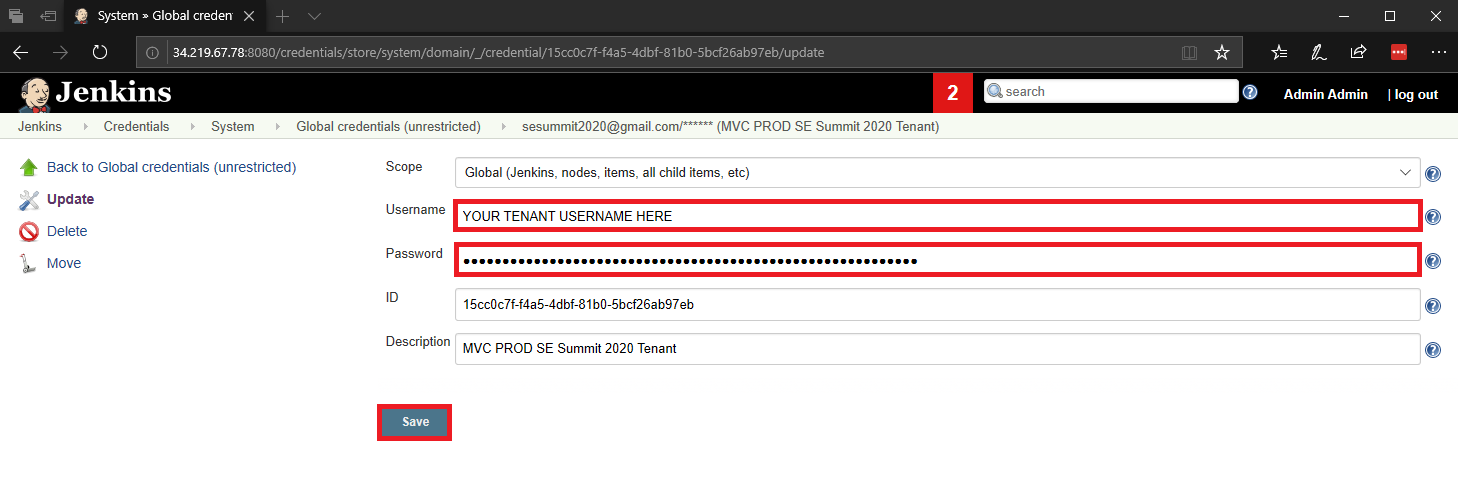 System » Global creden
34.219.67.78:8080/credentials/store/system/domain/_/credential/15cc0c7f-f4a5-4dbf-81b0-5bcf26ab97eb/update
Jenkins
2
search
Admin Admin
| log out
Jenkins Credentials System Global credentials (unrestricted) sesummit2020@gmail.com/****** (MVC PROD SE Summit 2020 Tenant)
Back to Global credentials (unrestricted)
Update
Delete
Move
Scope
Global (Jenkins, nodes, items, all child items, etc)
Username
YOUR TENANT USERNAME HERE
Password
ID
15cc0c7f-f4a5-4dbf-81b0-5bcf26ab97eb
Description
MVC PROD SE Summit 2020 Tenant
Save